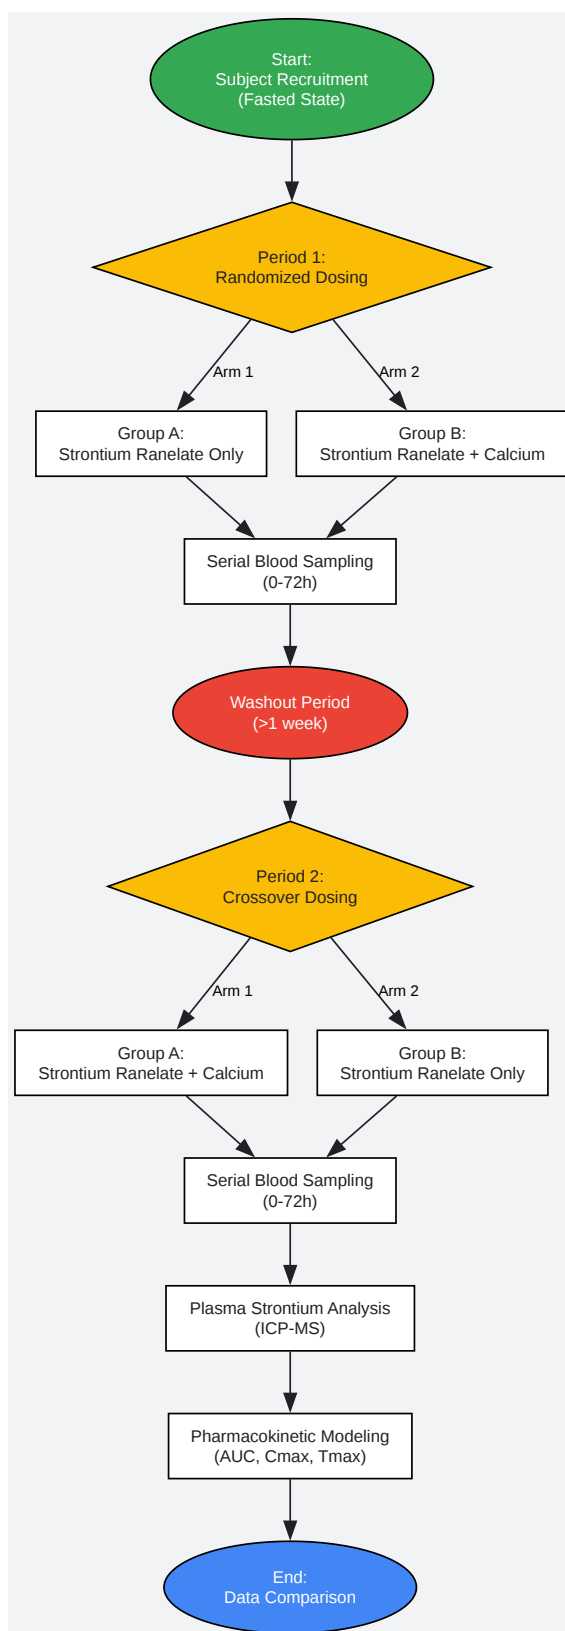 Start:
Subject Recruitment
(Fasted State)
Period 1:
Randomized Dosing
Arm 1
Arm 2
Group A:
Strontium Ranelate Only
Group B:
Strontium Ranelate + Calcium
Serial Blood Sampling
(0-72h)
Washout Period
(>1 week)
Period 2:
Crossover Dosing
Arm 1
Arm 2
Group A:
Strontium Ranelate + Calcium
Group B:
Strontium Ranelate Only
Serial Blood Sampling
(0-72h)
Plasma Strontium Analysis
(ICP-MS)
Pharmacokinetic Modeling
(AUC, Cmax, Tmax)
End:
Data Comparison